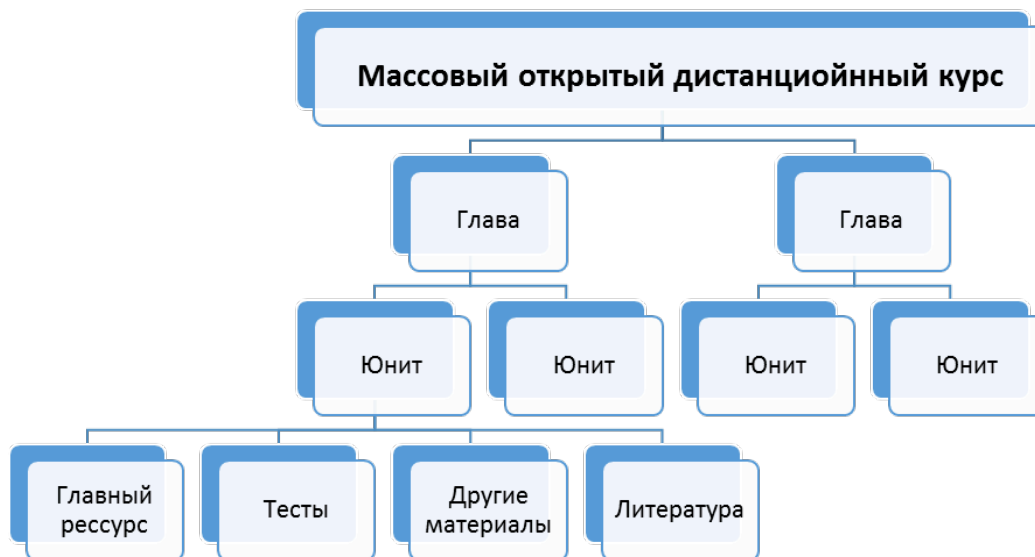 Массовый открытый дистанциойнный курс
Глава
Глава
Юнит
Юнит
Юнит
Юнит
Главный
рессурс
Тесты
Другие
материалы
Литература